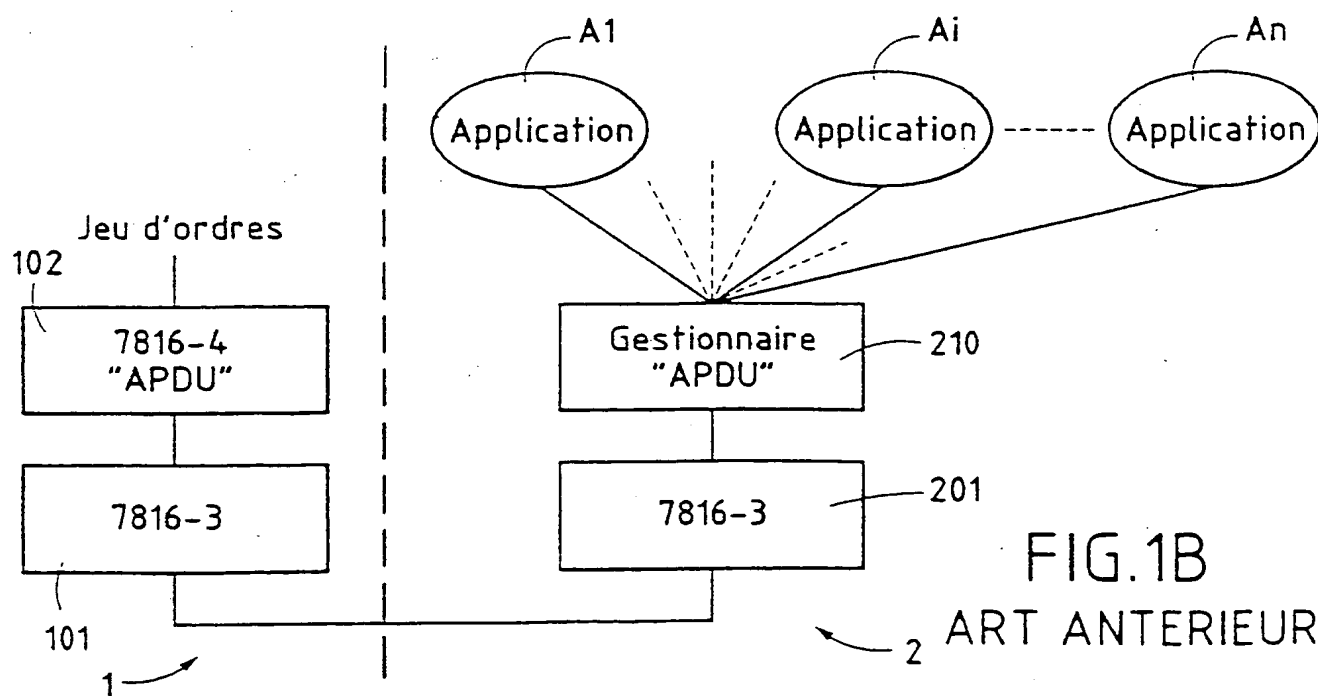 A1
Ai
An
Application
Application
Application
Jeu d'ordres
102
7816-4
"APDU"
Gestionnaire
"APDU"
210
7816-3
101
7816-3
201
1
2
FIG.1B
ART ANTERIEUR